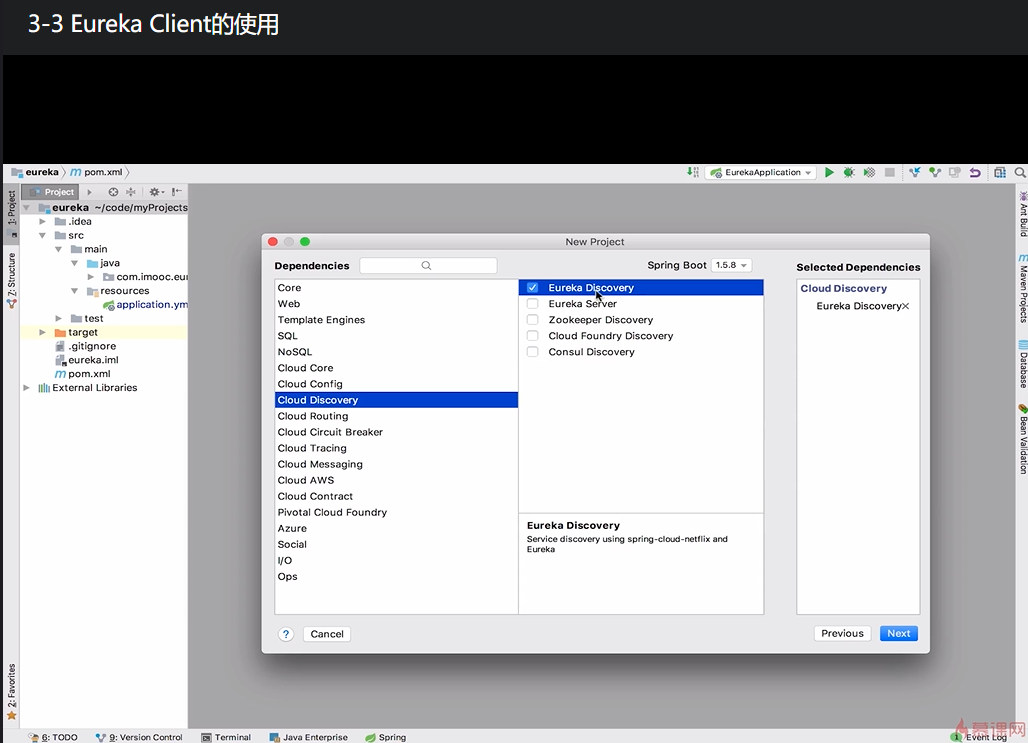 3-3 Eureka Client的使用
eureka pom.xml EurekaApplication
Project
eureka ~/code/myProjects
.idea
src
main
java
com.imooc.eu
resources
application.ym
test
target
.gitignore
eureka.iml
pom.xml
External Libraries
1: Project
7: Structure
2: Favorites
New Project
Dependencies
Spring Boot 1.5.8
Core
Web
Template Engines
SQL
NoSQL
Cloud Core
Cloud Config
Cloud Discovery
Cloud Routing
Cloud Circuit Breaker
Cloud Tracing
Cloud Messaging
Cloud AWS
Cloud Contract
Pivotal Cloud Foundry
Azure
Social
I/O
Ops
Eureka Discovery
Eureka Server
Zookeeper Discovery
Cloud Foundry Discovery
Consul Discovery
Eureka Discovery
Service discovery using spring-cloud-netflix and
Eureka
Selected Dependencies
Cloud Discovery
Eureka Discovery×
? Cancel Previous Next
Ant Build
Maven Projects
Database
Bean Validation
6: TODO 9: Version Control Terminal Java Enterprise Spring 1 Event Log
慕课网